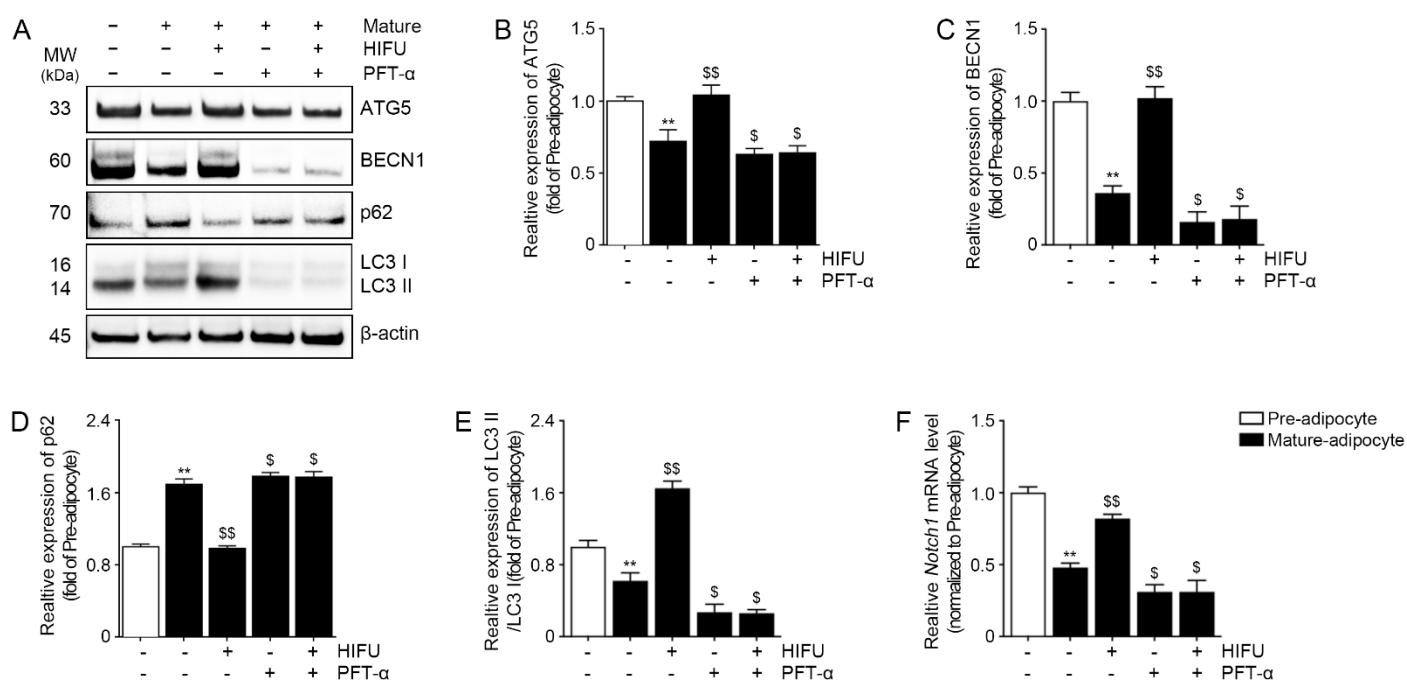 A
MW
(kDa)
– + + + + Mature
– – + – + HIFU
– – – + + PFT-α
33 ATG5
60 BECN1
70 p62
16 LC3 I
14 LC3 II
45 β-actin
B
Realtive expression of ATG5
(fold of Pre-adipocyte)
1.5
1.0
0.5
0
** $$ $ $
- - + - + HIFU
- - - + + PFT-α
C
Realtive expression of BECN1
(fold of Pre-adipocyte)
1.5
1.0
0.5
0
** $$ $ $
- - + - + HIFU
- - - + + PFT-α
D
Realtive expression of p62
(fold of Pre-adipocyte)
2.4
1.6
0.8
0
** $$ $ $
- - + - + HIFU
- - - + + PFT-α
E
Realtive expression of LC3 II
/LC3 I (fold of Pre-adipocyte)
2.4
1.6
0.8
0
** $$ $ $
- - + - + HIFU
- - - + + PFT-α
F
Realtive Notch1 mRNA level
(normalized to Pre-adipocyte)
1.5
1.0
0.5
0
** $$ $ $
- - + - + HIFU
- - - + + PFT-α
Pre-adipocyte
Mature-adipocyte